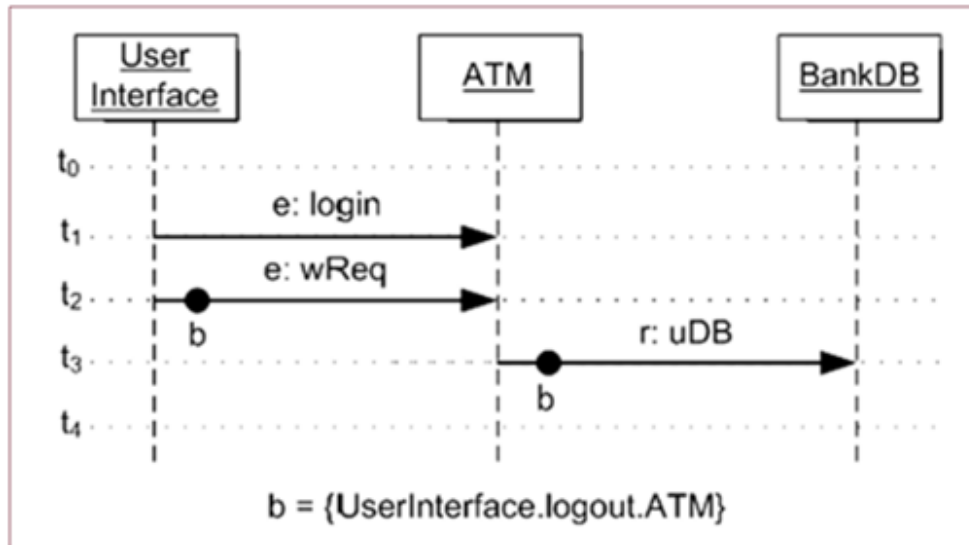 User
Interface
ATM
BankDB
t0
e: login
t1
e: wReq
t2
b
r: uDB
t3
b
t4
b = {UserInterface.logout.ATM}